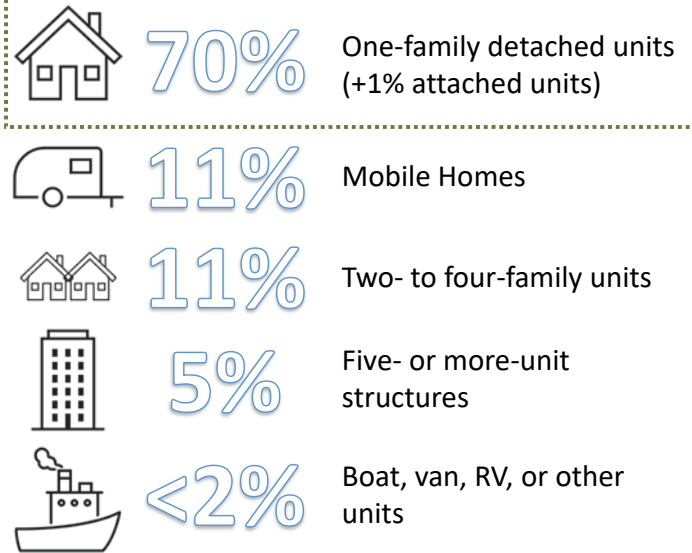 70%
One-family detached units
(+1% attached units)
11%
Mobile Homes
11%
Two- to four-family units
5%
Five- or more-unit
structures
<2%
Boat, van, RV, or other
units